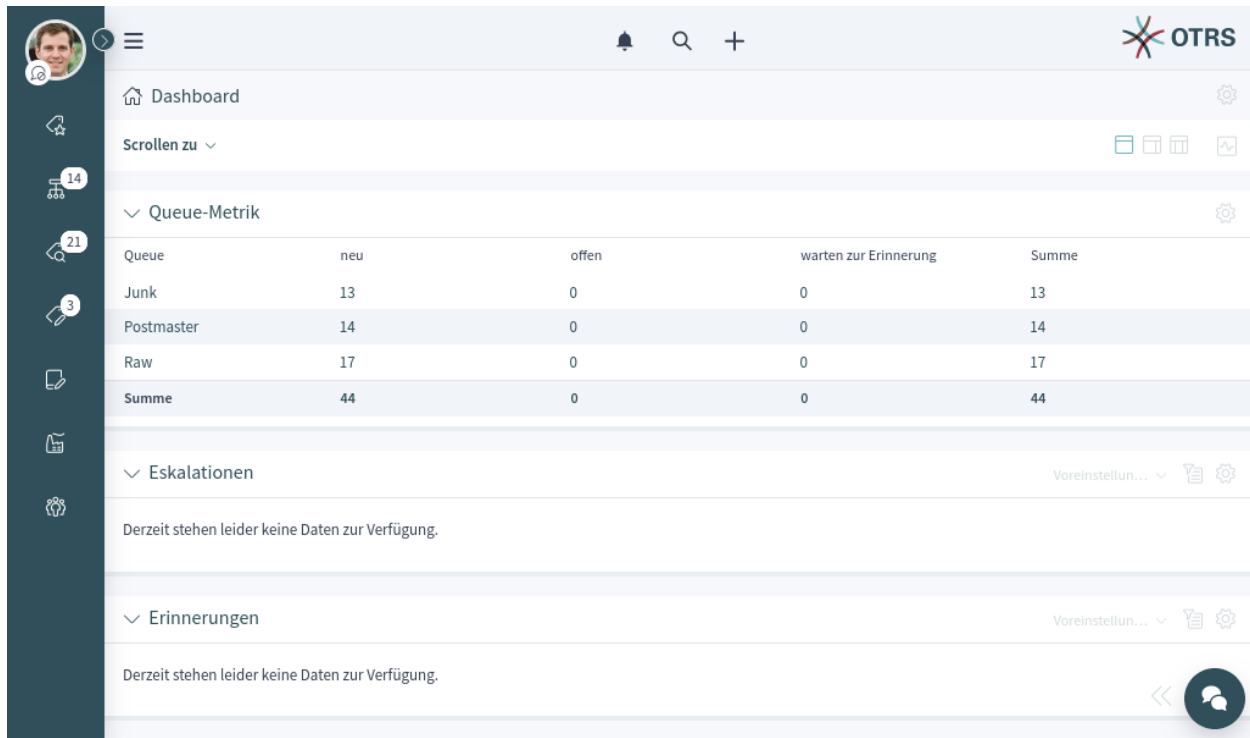 OTRS
Dashboard
Scrollen zu
14
21
3
Queue-Metrik
Queue neu offen warten zur Erinnerung Summe
Junk 13 0 0 13
Postmaster 14 0 0 14
Raw 17 0 0 17
Summe 44 0 0 44
Eskalationen Voreinstellun...
Derzeit stehen leider keine Daten zur Verfügung.
Erinnerungen Voreinstellun...
Derzeit stehen leider keine Daten zur Verfügung.